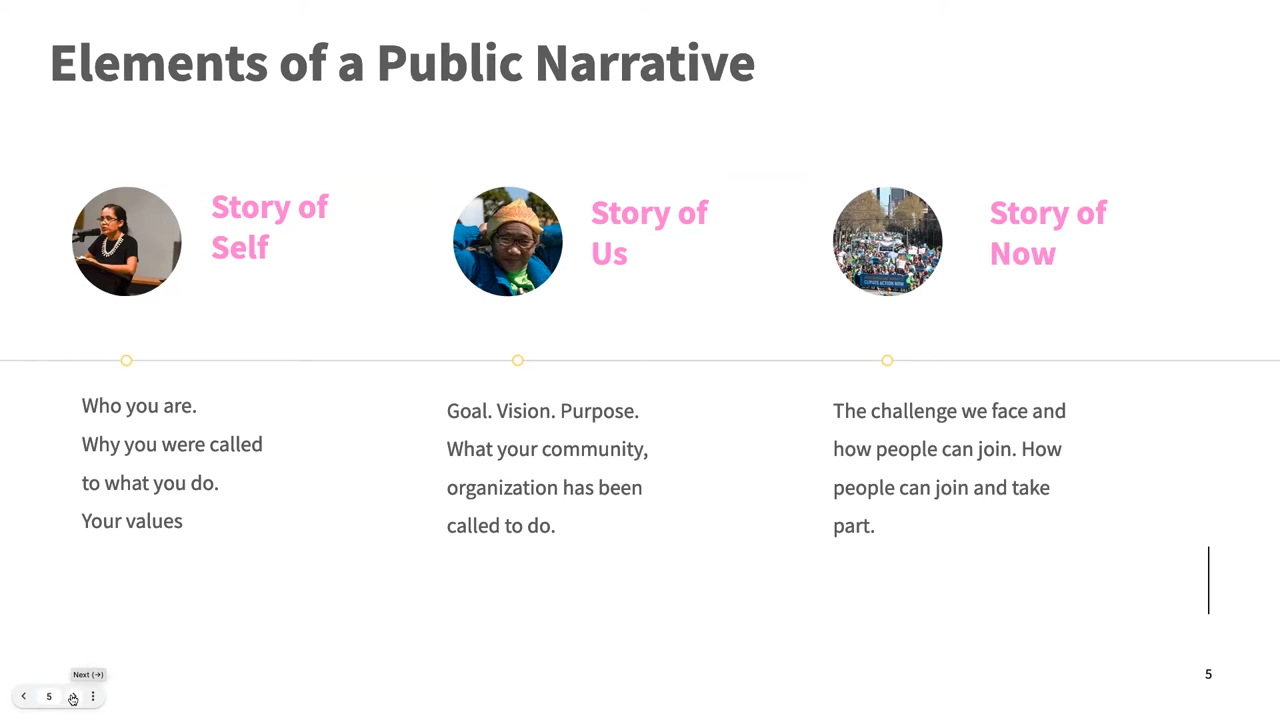 Elements of a Public Narrative
Story of
Self
Story of
Us
Story of
Now
Who you are.
Why you were called
to what you do.
Your values
Goal. Vision. Purpose.
What your community,
organization has been
called to do.
The challenge we face and
how people can join. How
people can join and take
part.
CLIMATE ACTION NOW
5
Next (→)
5